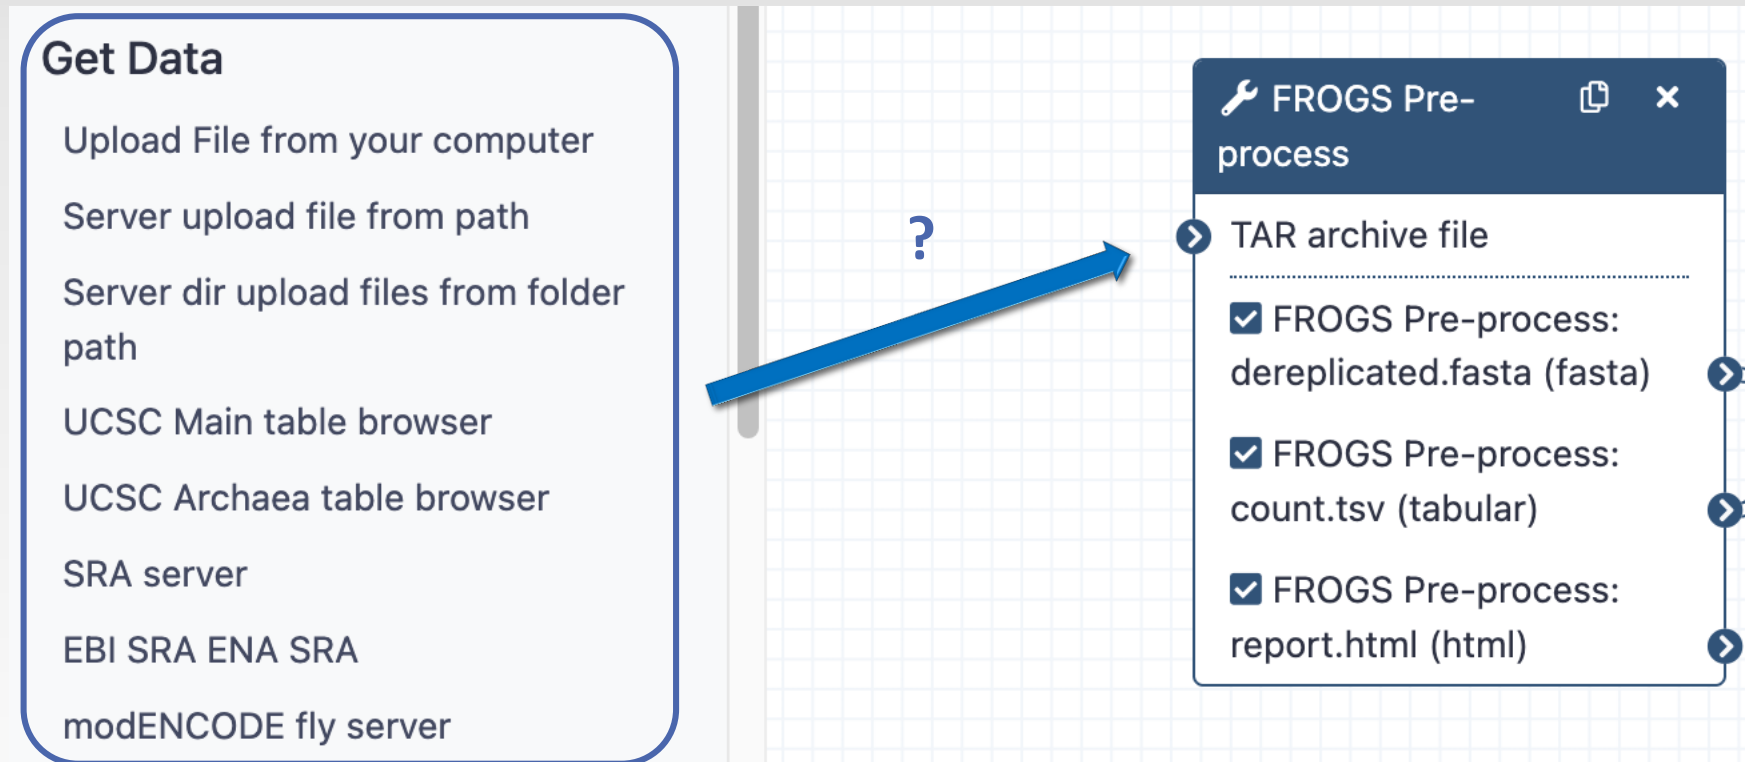 Get Data
Upload File from your computer
Server upload file from path
Server dir upload files from folder
path
UCSC Main table browser
UCSC Archaea table browser
SRA server
EBI SRA ENA SRA
modENCODE fly server
?
FROGS Pre-
process
TAR archive file
FROGS Pre-process:
dereplicated.fasta (fasta)
FROGS Pre-process:
count.tsv (tabular)
FROGS Pre-process:
report.html (html)